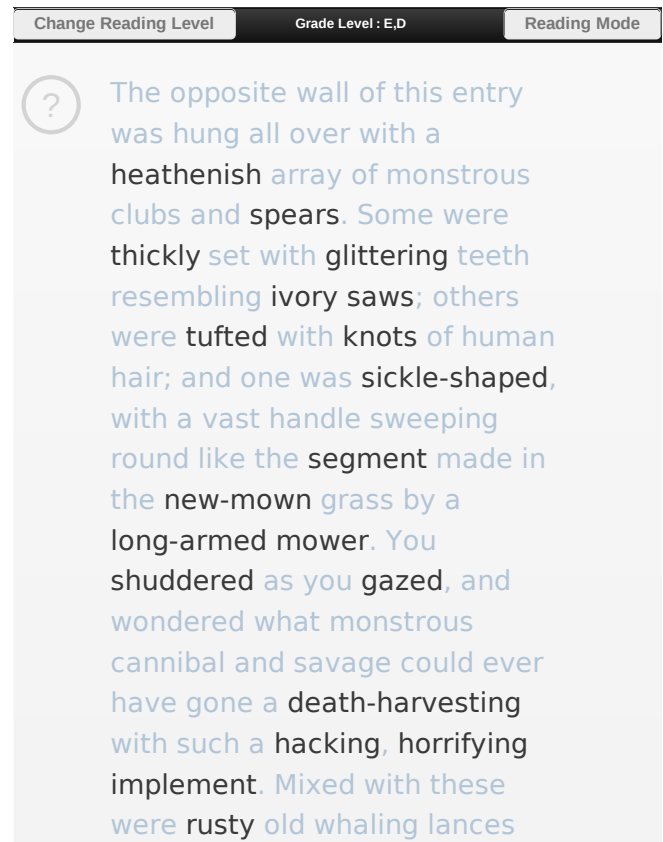 Change Reading Level Grade Level : E,D Reading Mode
?
The opposite wall of this entry
was hung all over with a
heathenish array of monstrous
clubs and spears. Some were
thickly set with glittering teeth
resembling ivory saws; others
were tufted with knots of human
hair; and one was sickle-shaped,
with a vast handle sweeping
round like the segment made in
the new-mown grass by a
long-armed mower. You
shuddered as you gazed, and
wondered what monstrous
cannibal and savage could ever
have gone a death-harvesting
with such a hacking, horrifying
implement. Mixed with these
were rusty old whaling lances